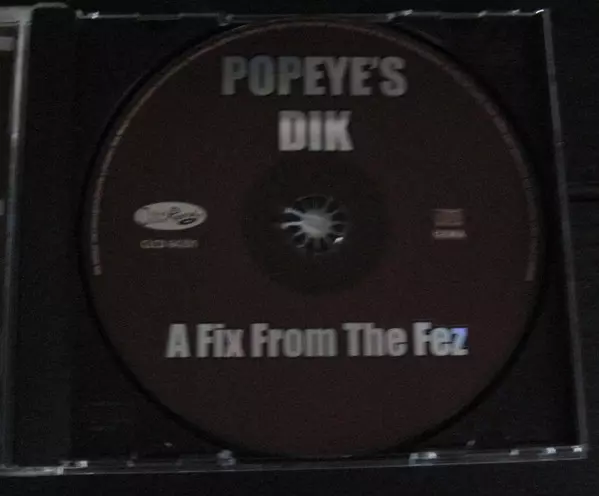 POPEYE'S
DIK
A Fix From The Fez